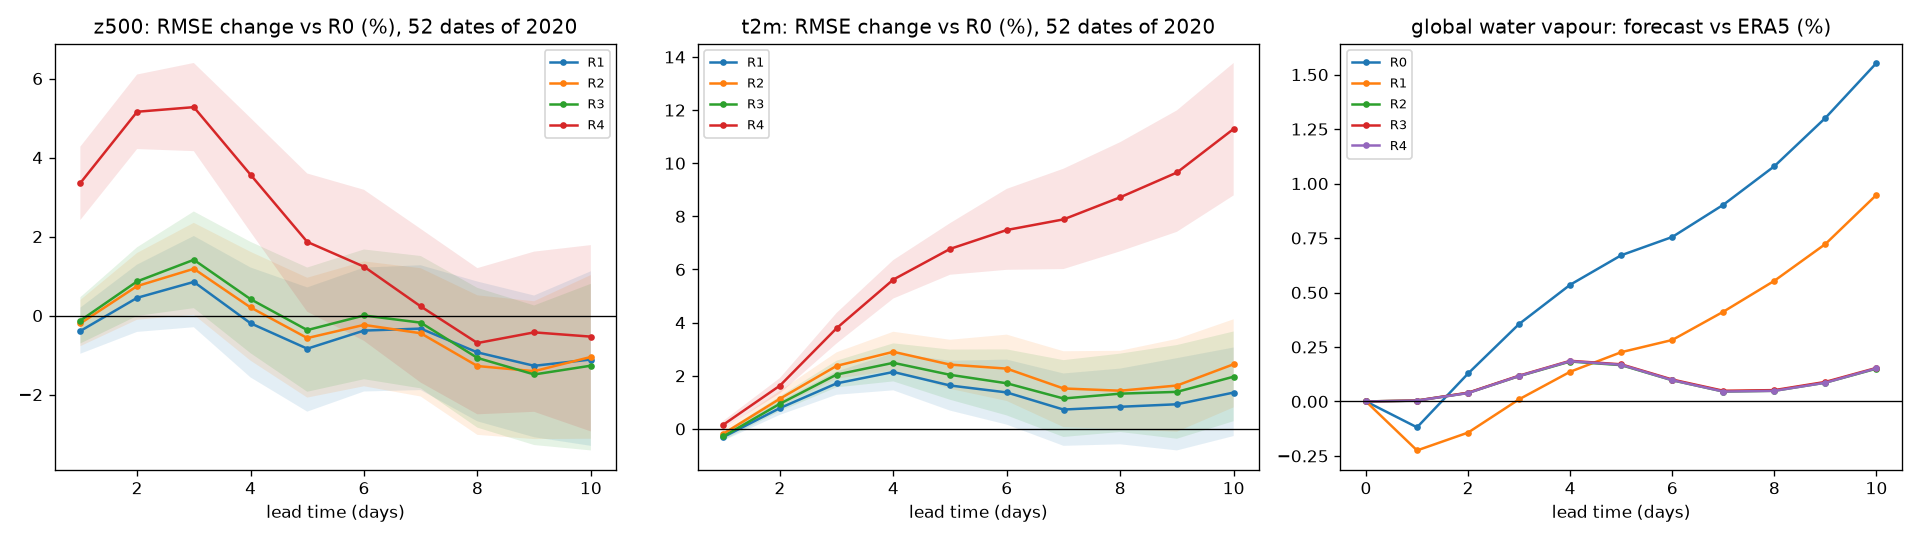 z500: RMSE change vs R0 (%), 52 dates of 2020
6
4
2
0
−2
2
4
6
8
10
lead time (days)
R1
R2
R3
R4
t2m: RMSE change vs R0 (%), 52 dates of 2020
14
12
10
8
6
4
2
0
2
4
6
8
10
lead time (days)
R1
R2
R3
R4
global water vapour: forecast vs ERA5 (%)
1.50
1.25
1.00
0.75
0.50
0.25
0.00
−0.25
0
2
4
6
8
10
lead time (days)
R0
R1
R2
R3
R4